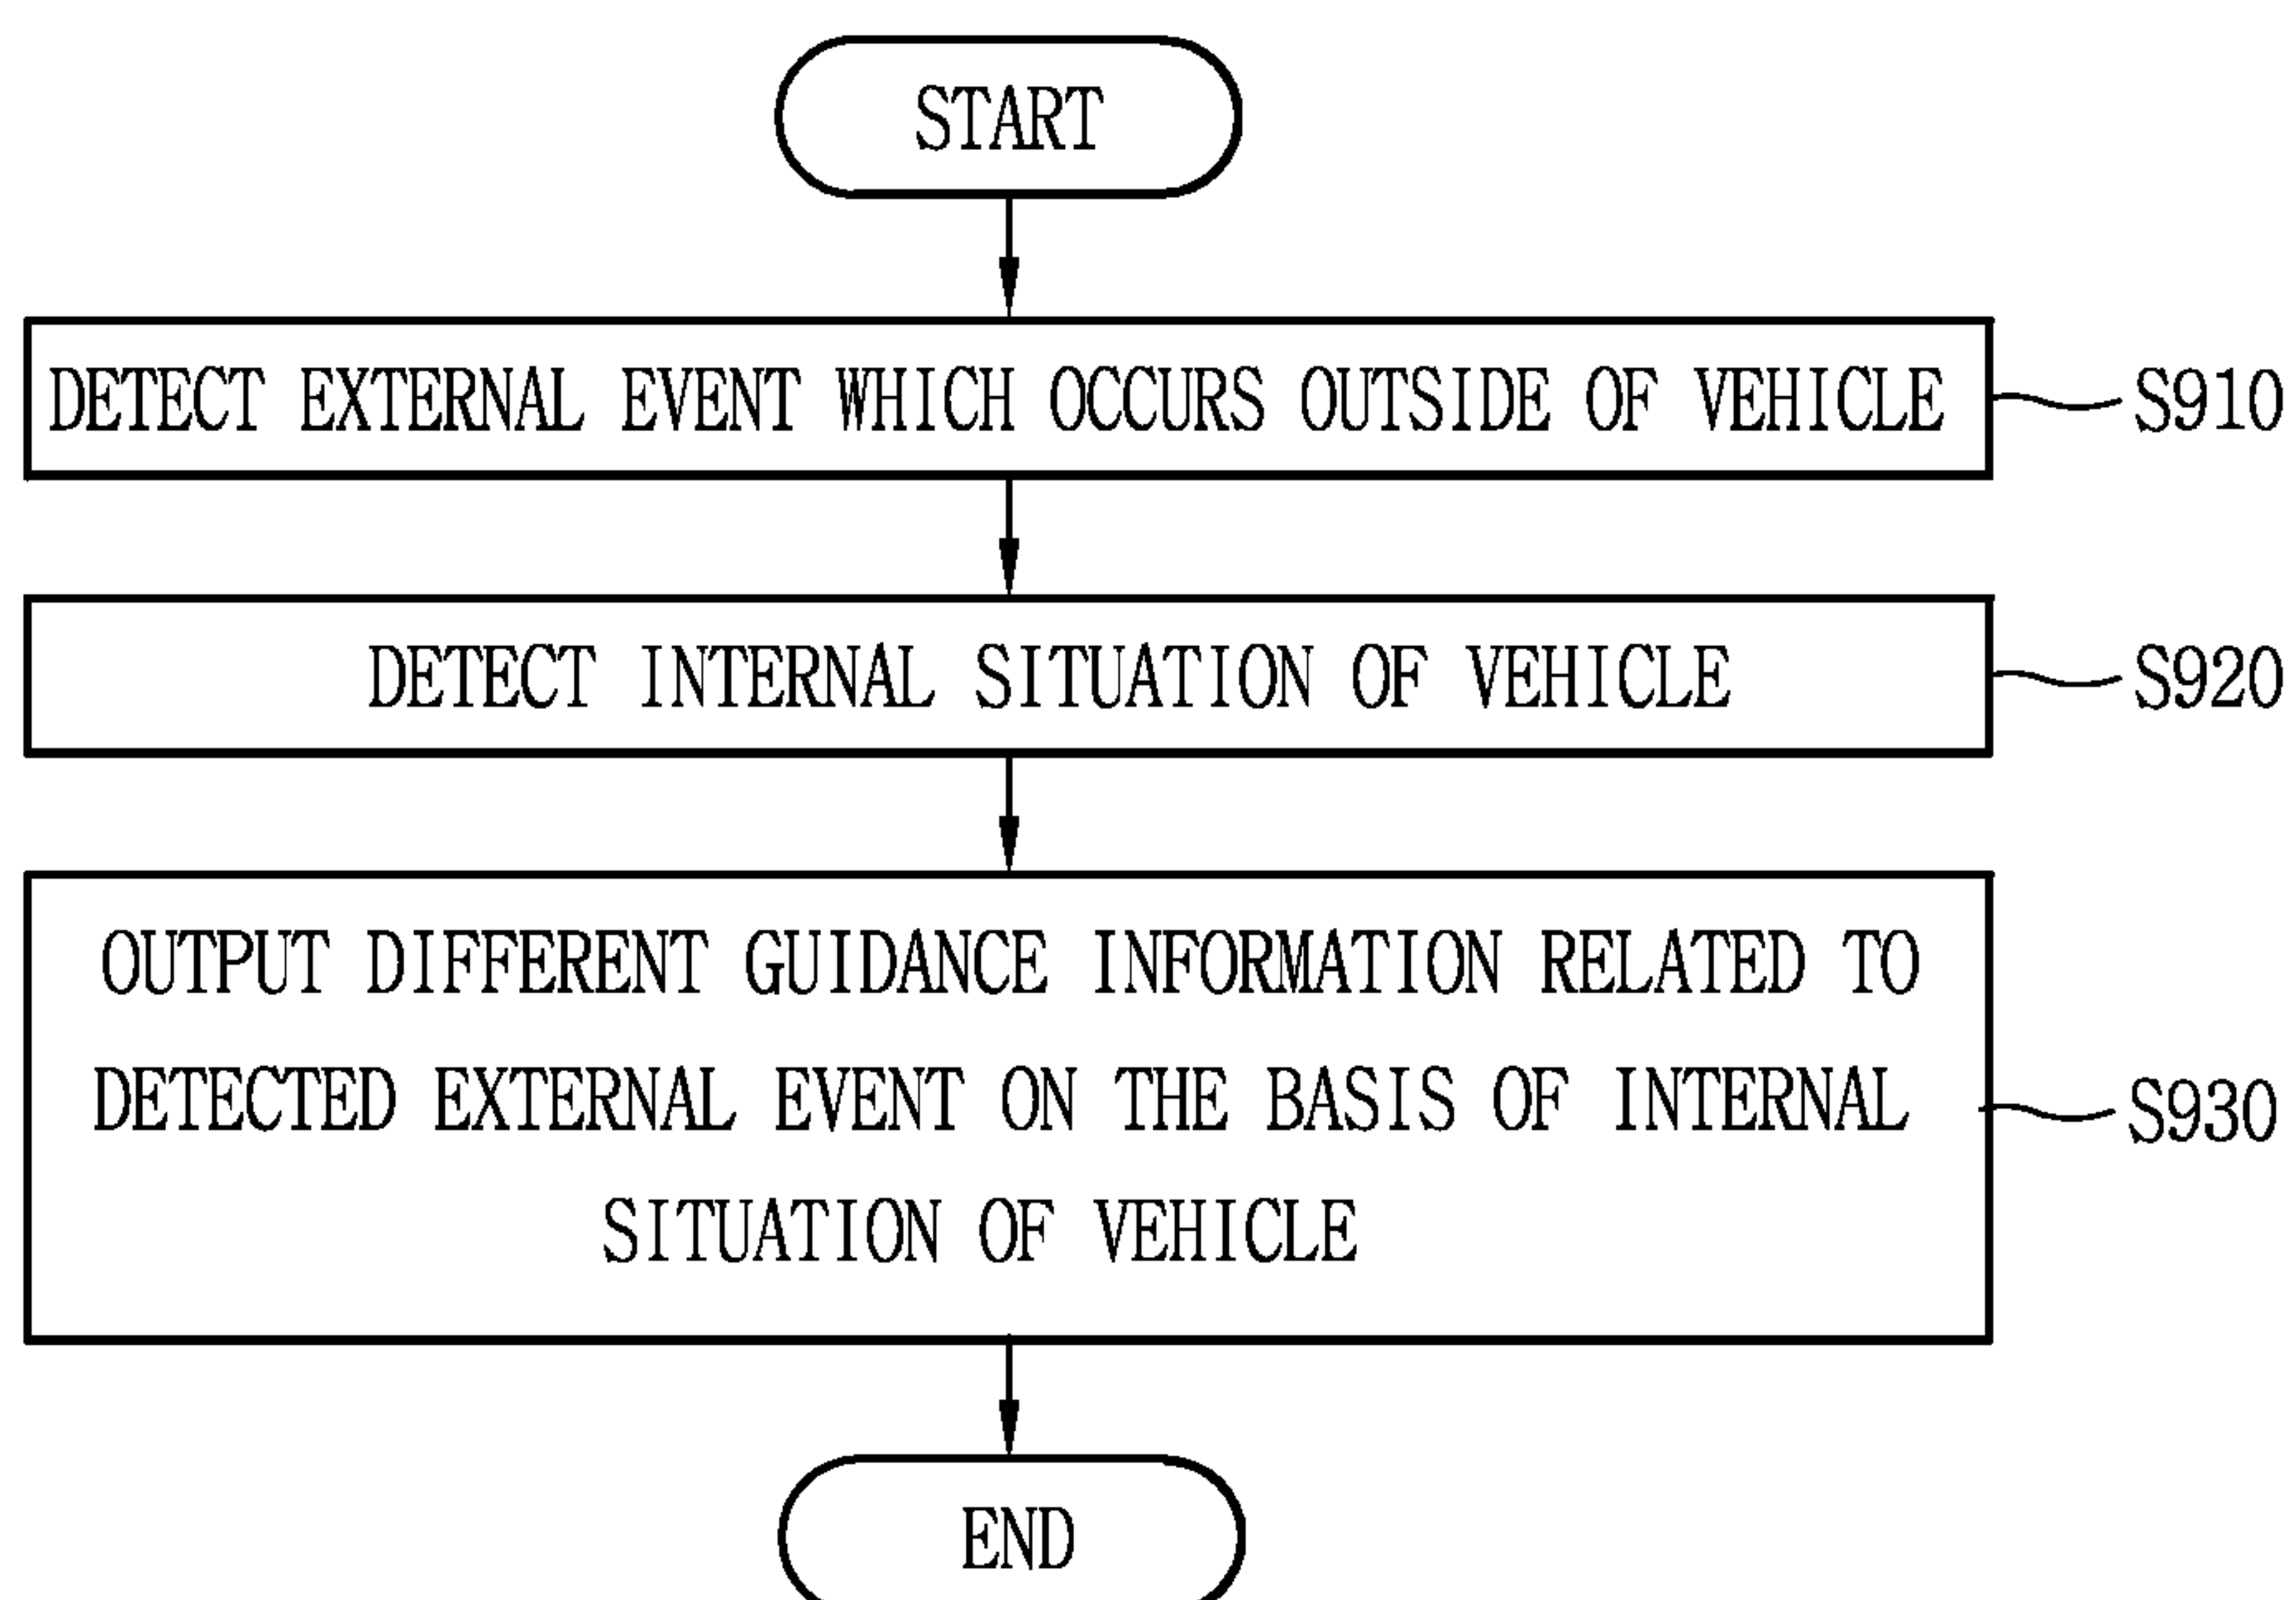 START
DETECT EXTERNAL EVENT WHICH OCCURS OUTSIDE OF VEHICLE
S910
DETECT INTERNAL SITUATION OF VEHICLE
S920
OUTPUT DIFFERENT GUIDANCE INFORMATION RELATED TO
DETECTED EXTERNAL EVENT ON THE BASIS OF INTERNAL
SITUATION OF VEHICLE
S930
END